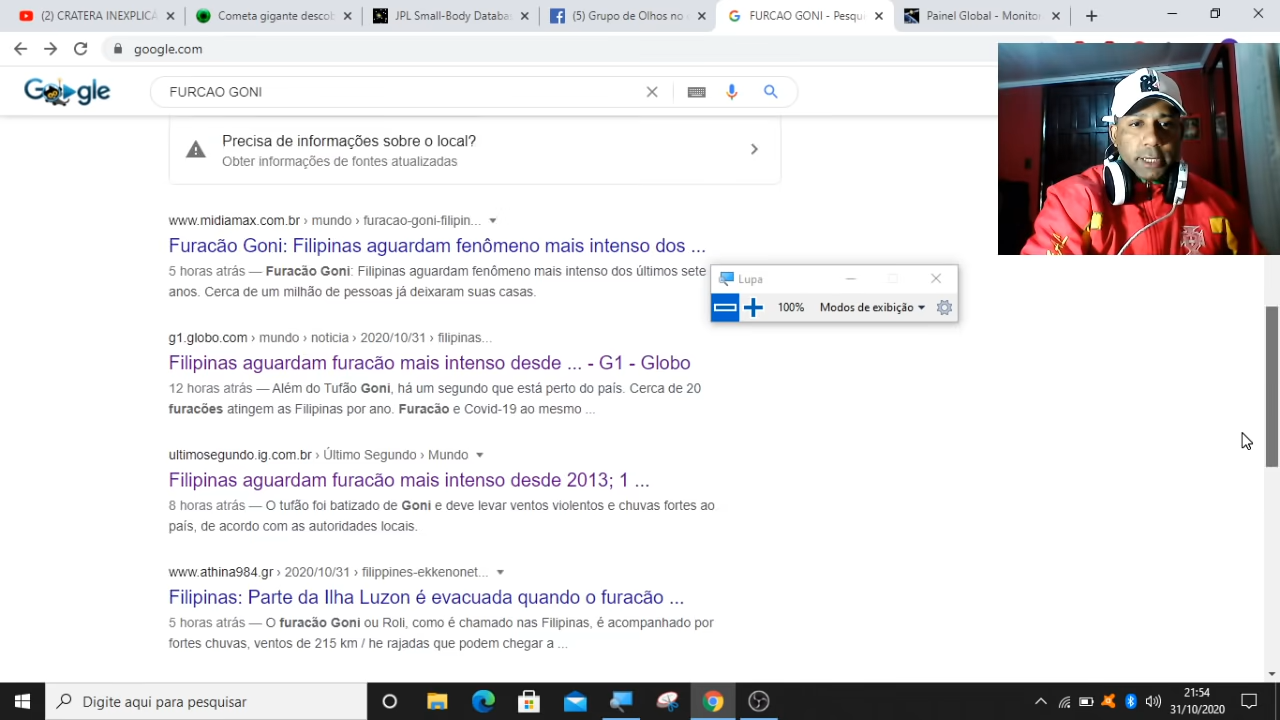 (2) CRATERA INEXPLIC
Cometa gigante descob
JPL Small-Body Databas
(5) Grupo de Olhos no
FURCAO GONI - Pesqu
Painel Global - Monitor
google.com
Google
FURCAO GONI
Precisa de informações sobre o local?
Obter informações de fontes atualizadas
www.midiamax.com.br › mundo › furacao-goni-filipin...
Furacão Goni: Filipinas aguardam fenômeno mais intenso dos ...
5 horas atrás — Furacão Goni: Filipinas aguardam fenômeno mais intenso dos últimos sete
anos. Cerca de um milhão de pessoas já deixaram suas casas.
Lupa
100%
Modos de exibição
g1.globo.com › mundo › noticia › 2020/10/31 › filipinas...
Filipinas aguardam furacão mais intenso desde ... - G1 - Globo
12 horas atrás — Além do Tufão Goni, há um segundo que está perto do país. Cerca de 20
furacões atingem as Filipinas por ano. Furacão e Covid-19 ao mesmo ...
ultimosegundo.ig.com.br › Último Segundo › Mundo
Filipinas aguardam furacão mais intenso desde 2013; 1 ...
8 horas atrás — O tufão foi batizado de Goni e deve levar ventos violentos e chuvas fortes ao
país, de acordo com as autoridades locais.
www.athina984.gr › 2020/10/31 › filippines-ekkenonet...
Filipinas: Parte da Ilha Luzon é evacuada quando o furacão ...
5 horas atrás — O furacão Goni ou Roli, como é chamado nas Filipinas, é acompanhado por
fortes chuvas, ventos de 215 km / he rajadas que podem chegar a ...
Digite aqui para pesquisar
21:54
31/10/2020